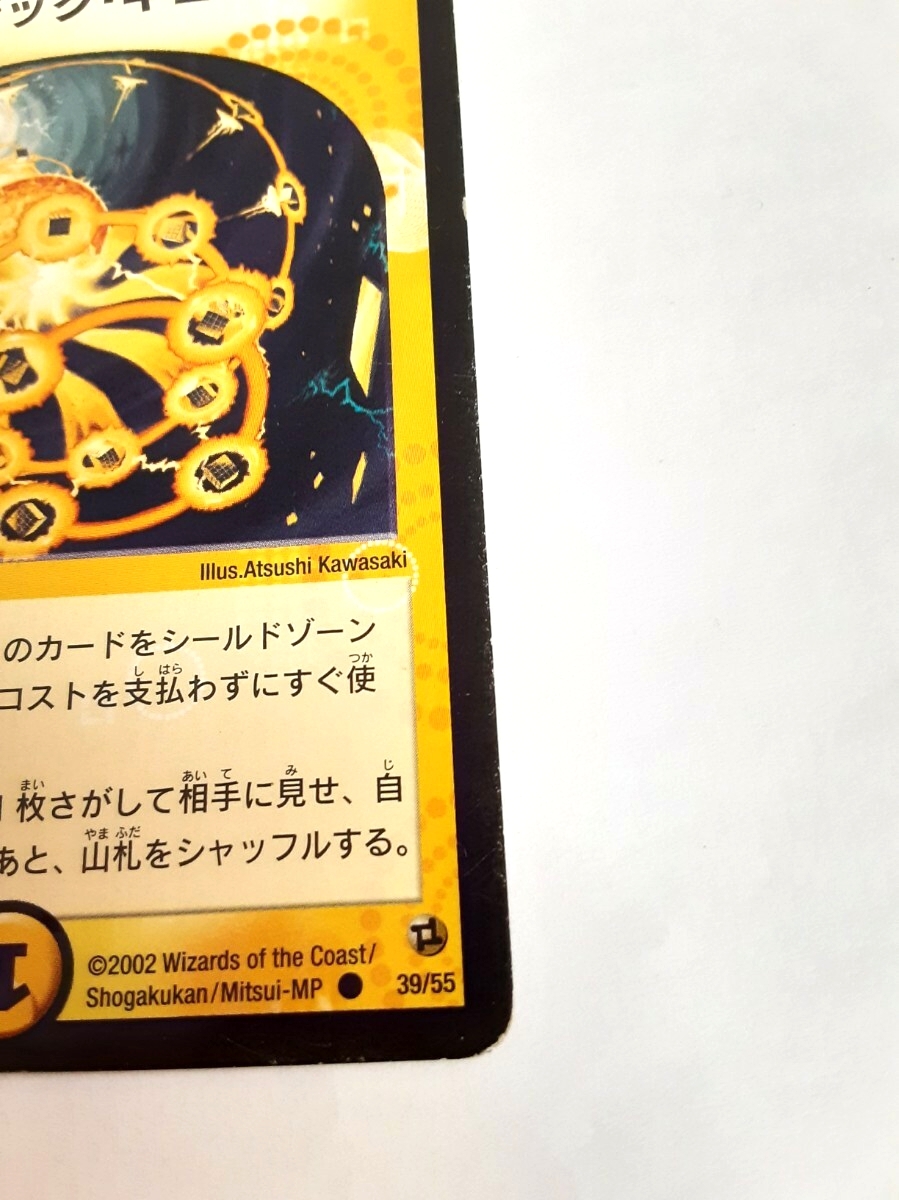 Illus.Atsushi Kawasaki
のカードをシールドゾーン
コストを支払わずにすぐ使
枚さがして相手に見せ、自
あと、山札をシャッフルする。
©2002 Wizards of the Coast/
Shogakukan/Mitsui-MP ● 39/55